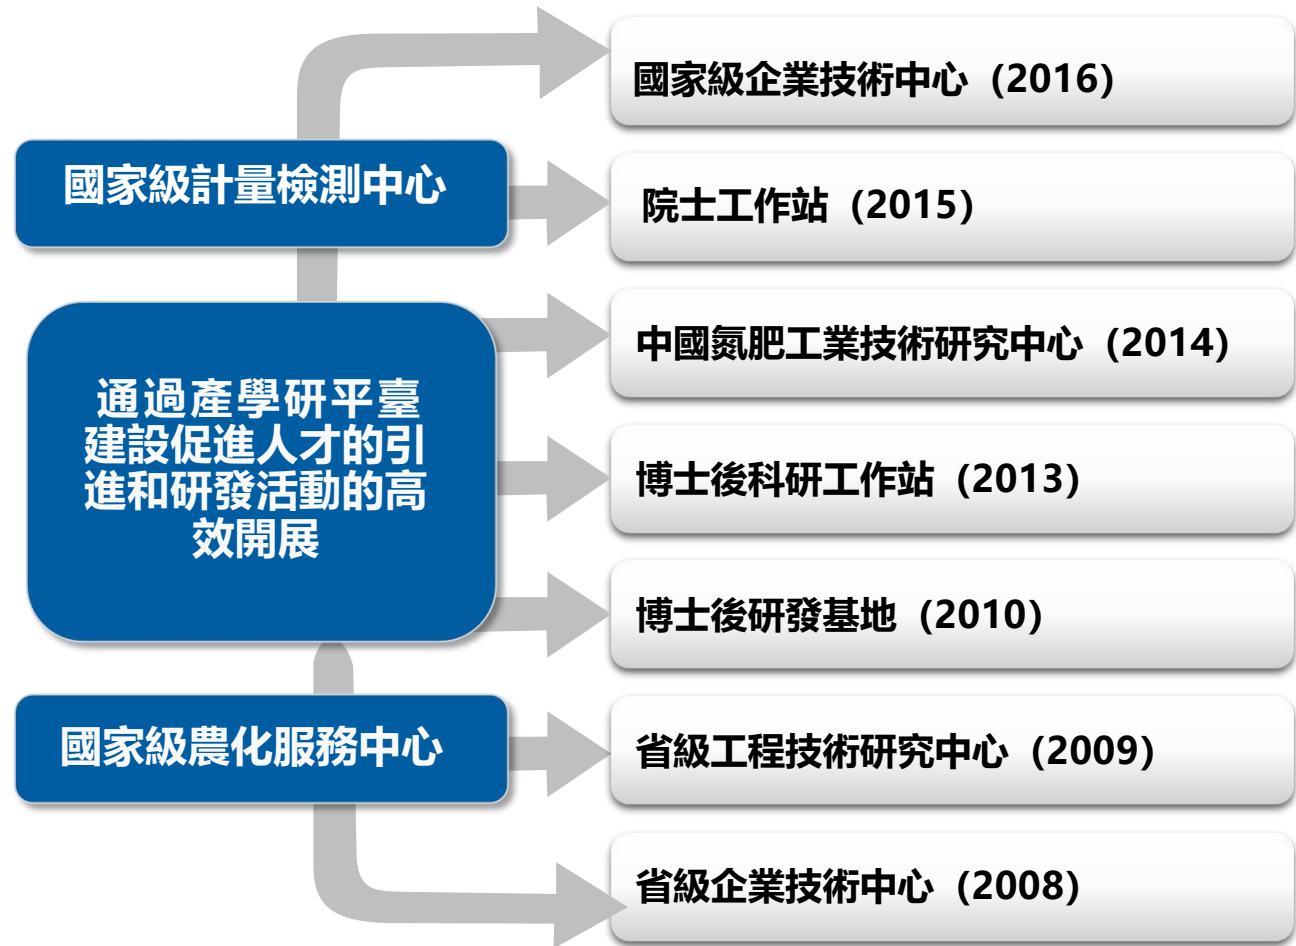 國家級企業技術中心（2016）
國家級計量檢測中心
院士工作站（2015）
中國氮肥工業技術研究中心（2014）
通過產學研平臺
建設促進人才的引
進和研發活動的高
效開展
博士後科研工作站（2013）
博士後研發基地（2010）
國家級農化服務中心
省級工程技術研究中心（2009）
省級企業技術中心（2008）